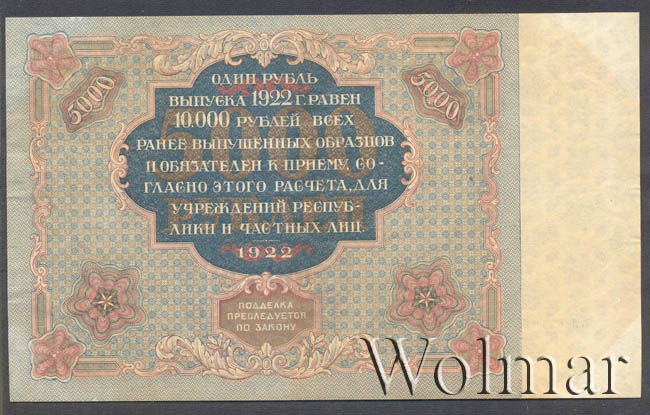 5000
5000
ОДИН РУБЛЬ
ВЫПУСКА 1922 Г. РАВЕН
10.000 РУБЛЕЙ ВСЕХ
РАНЕЕ ВЫПУЩЕННЫХ ОБРАЗЦОВ
И ОБЯЗАТЕЛЕН К ПРИЕМУ, СО-
ГЛАСНО ЭТОГО РАСЧЕТА, ДЛЯ
УЧРЕЖДЕНИЙ РЕСПУБ-
ЛИКИ И ЧАСТНЫХ ЛИЦ.
1922
ПОДДЕЛКА
ПРЕСЛЕДУЕТСЯ
ПО ЗАКОНУ
Wolmar